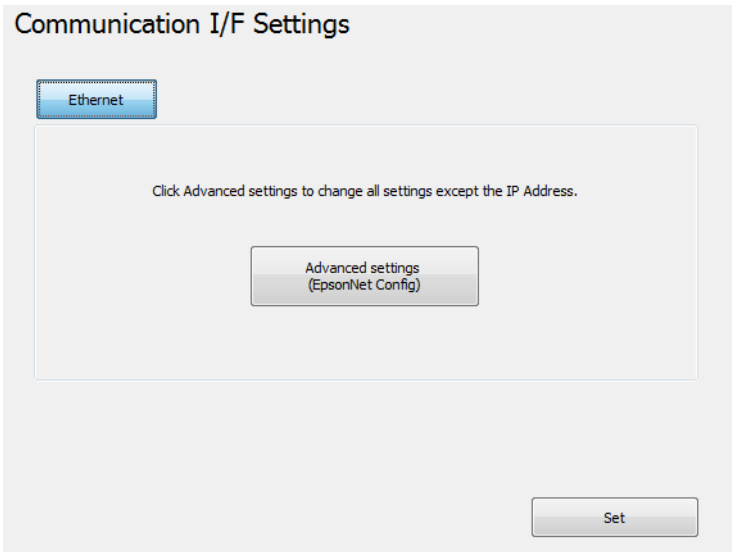 Communication I/F Settings
Ethernet
Click Advanced settings to change all settings except the IP Address.
Advanced settings
(EpsonNet Config)
Set